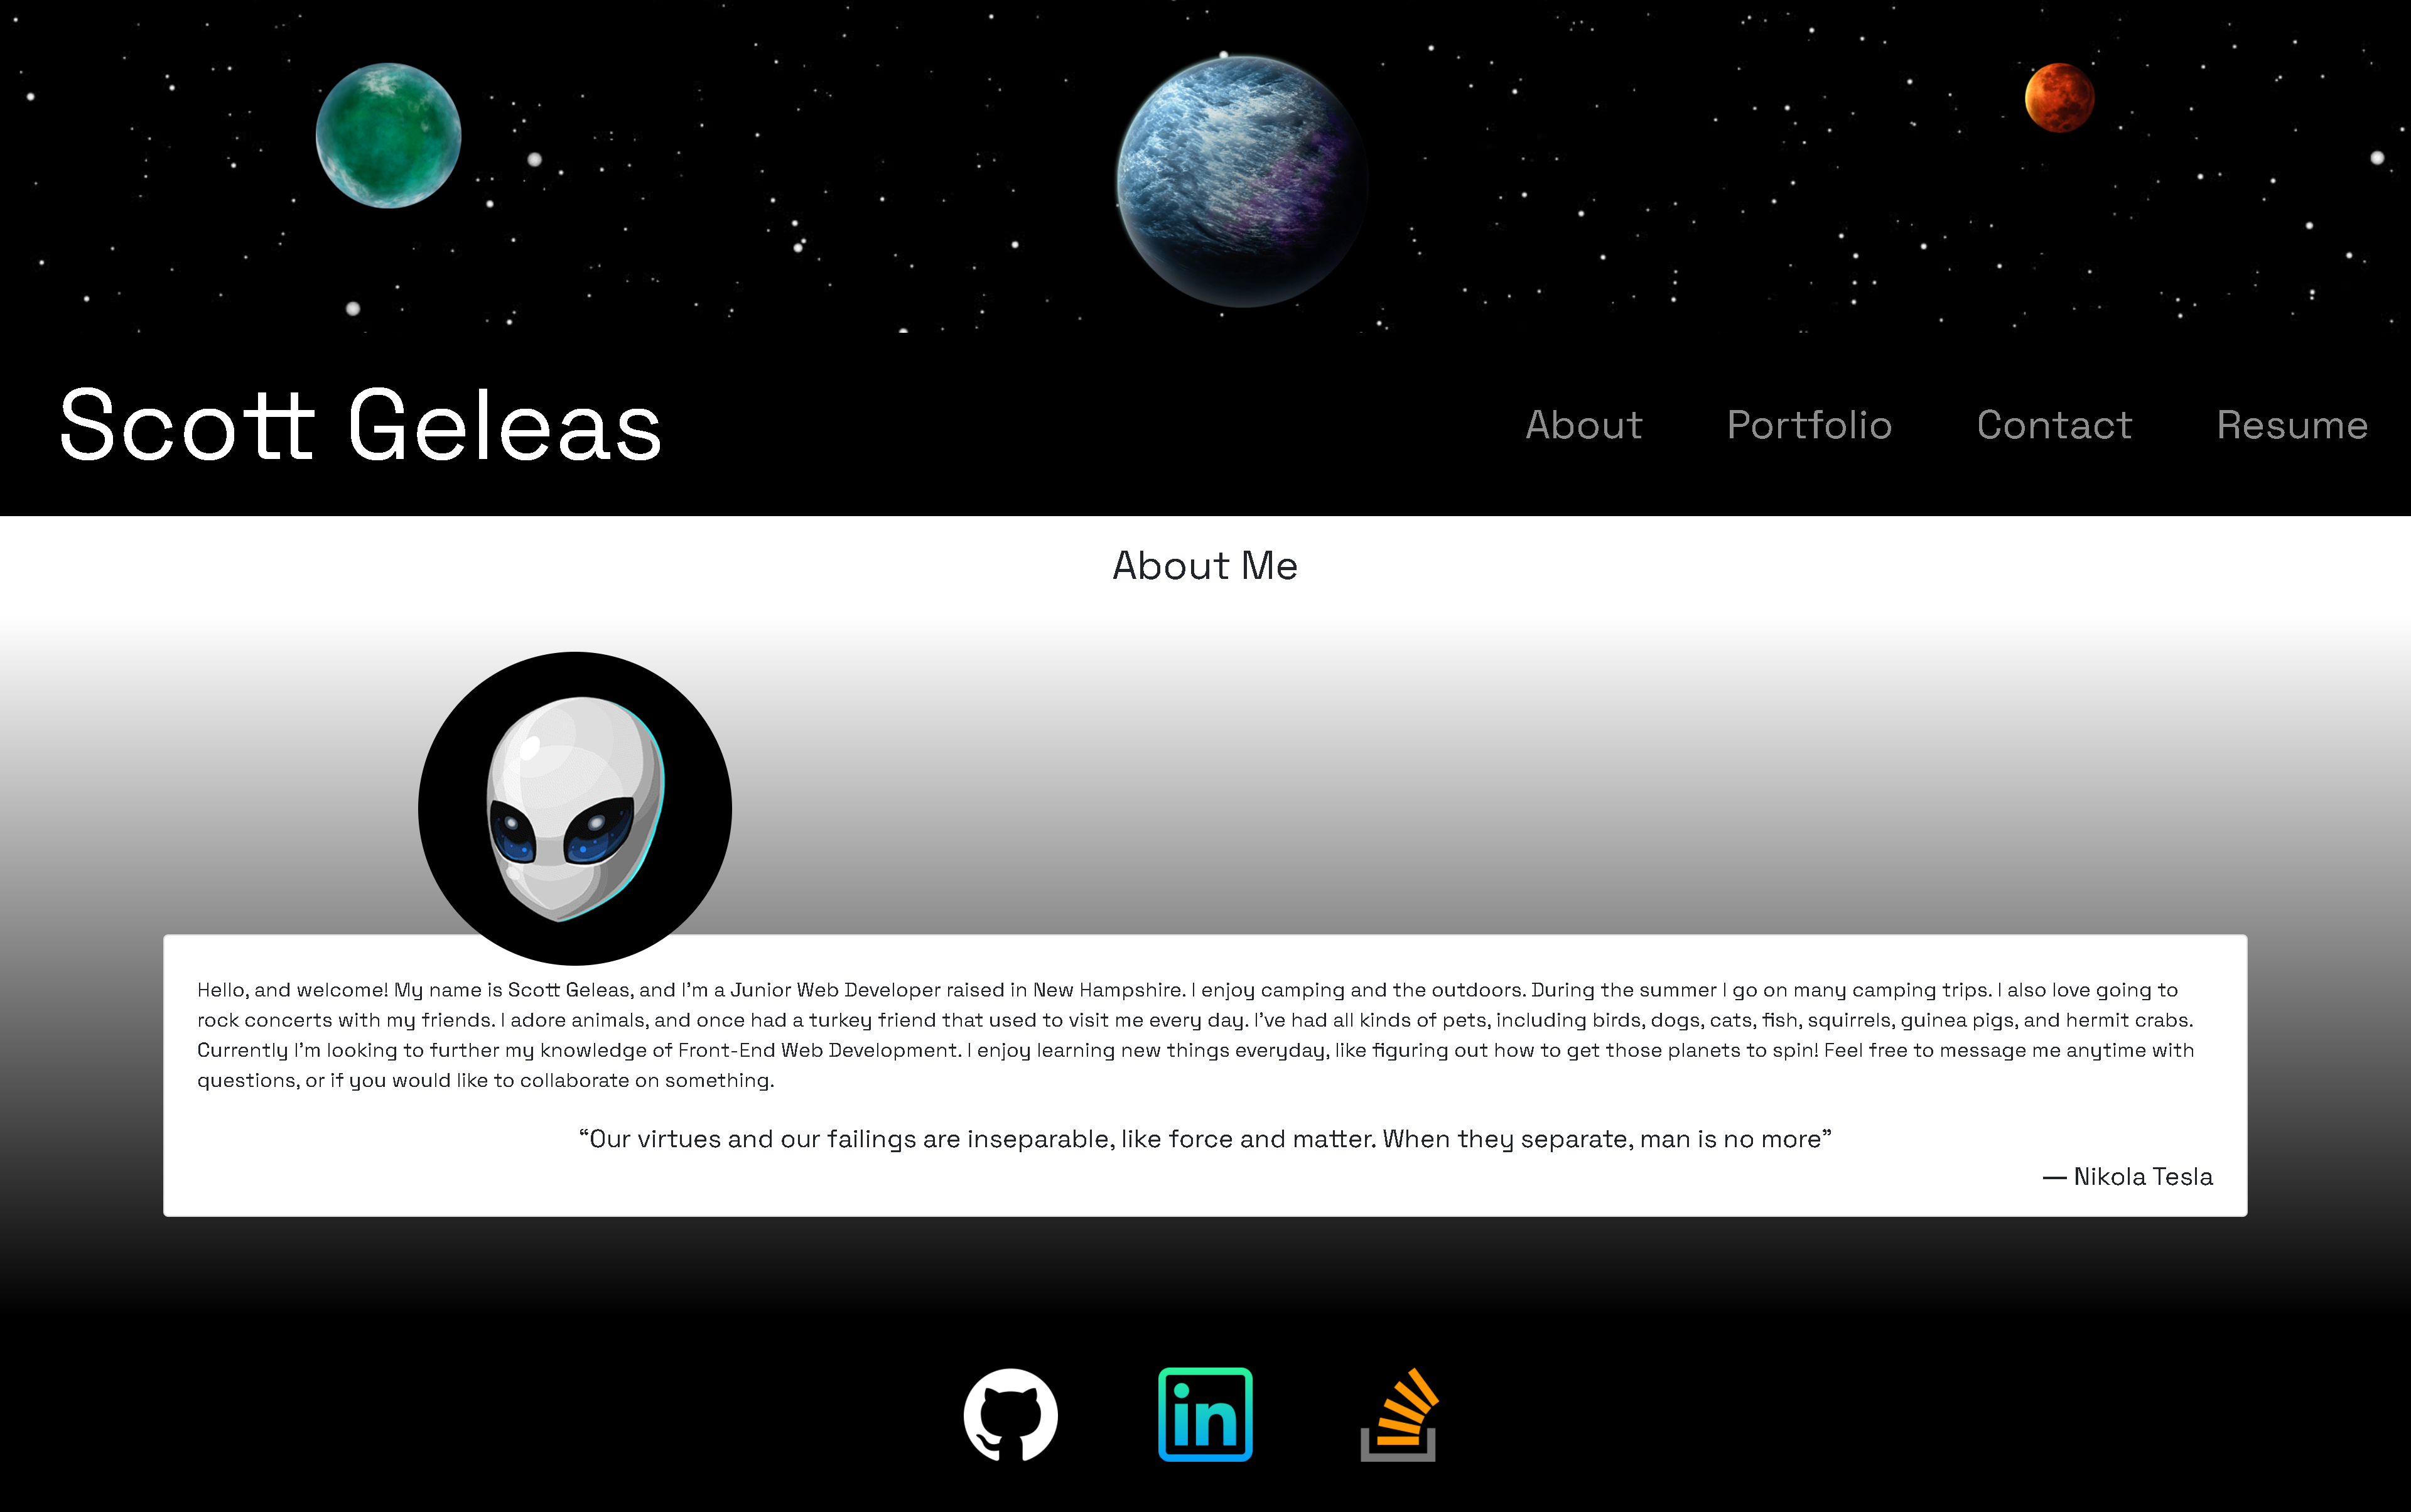 Scott Geleas
About Portfolio Contact Resume
About Me
Hello, and welcome! My name is Scott Geleas, and I'm a Junior Web Developer raised in New Hampshire. I enjoy camping and the outdoors. During the summer I go on many camping trips. I also love going to
rock concerts with my friends. I adore animals, and once had a turkey friend that used to visit me every day. I've had all kinds of pets, including birds, dogs, cats, fish, squirrels, guinea pigs, and hermit crabs.
Currently I'm looking to further my knowledge of Front-End Web Development. I enjoy learning new things everyday, like figuring out how to get those planets to spin! Feel free to message me anytime with
questions, or if you would like to collaborate on something.
“Our virtues and our failings are inseparable, like force and matter. When they separate, man is no more”
— Nikola Tesla
in